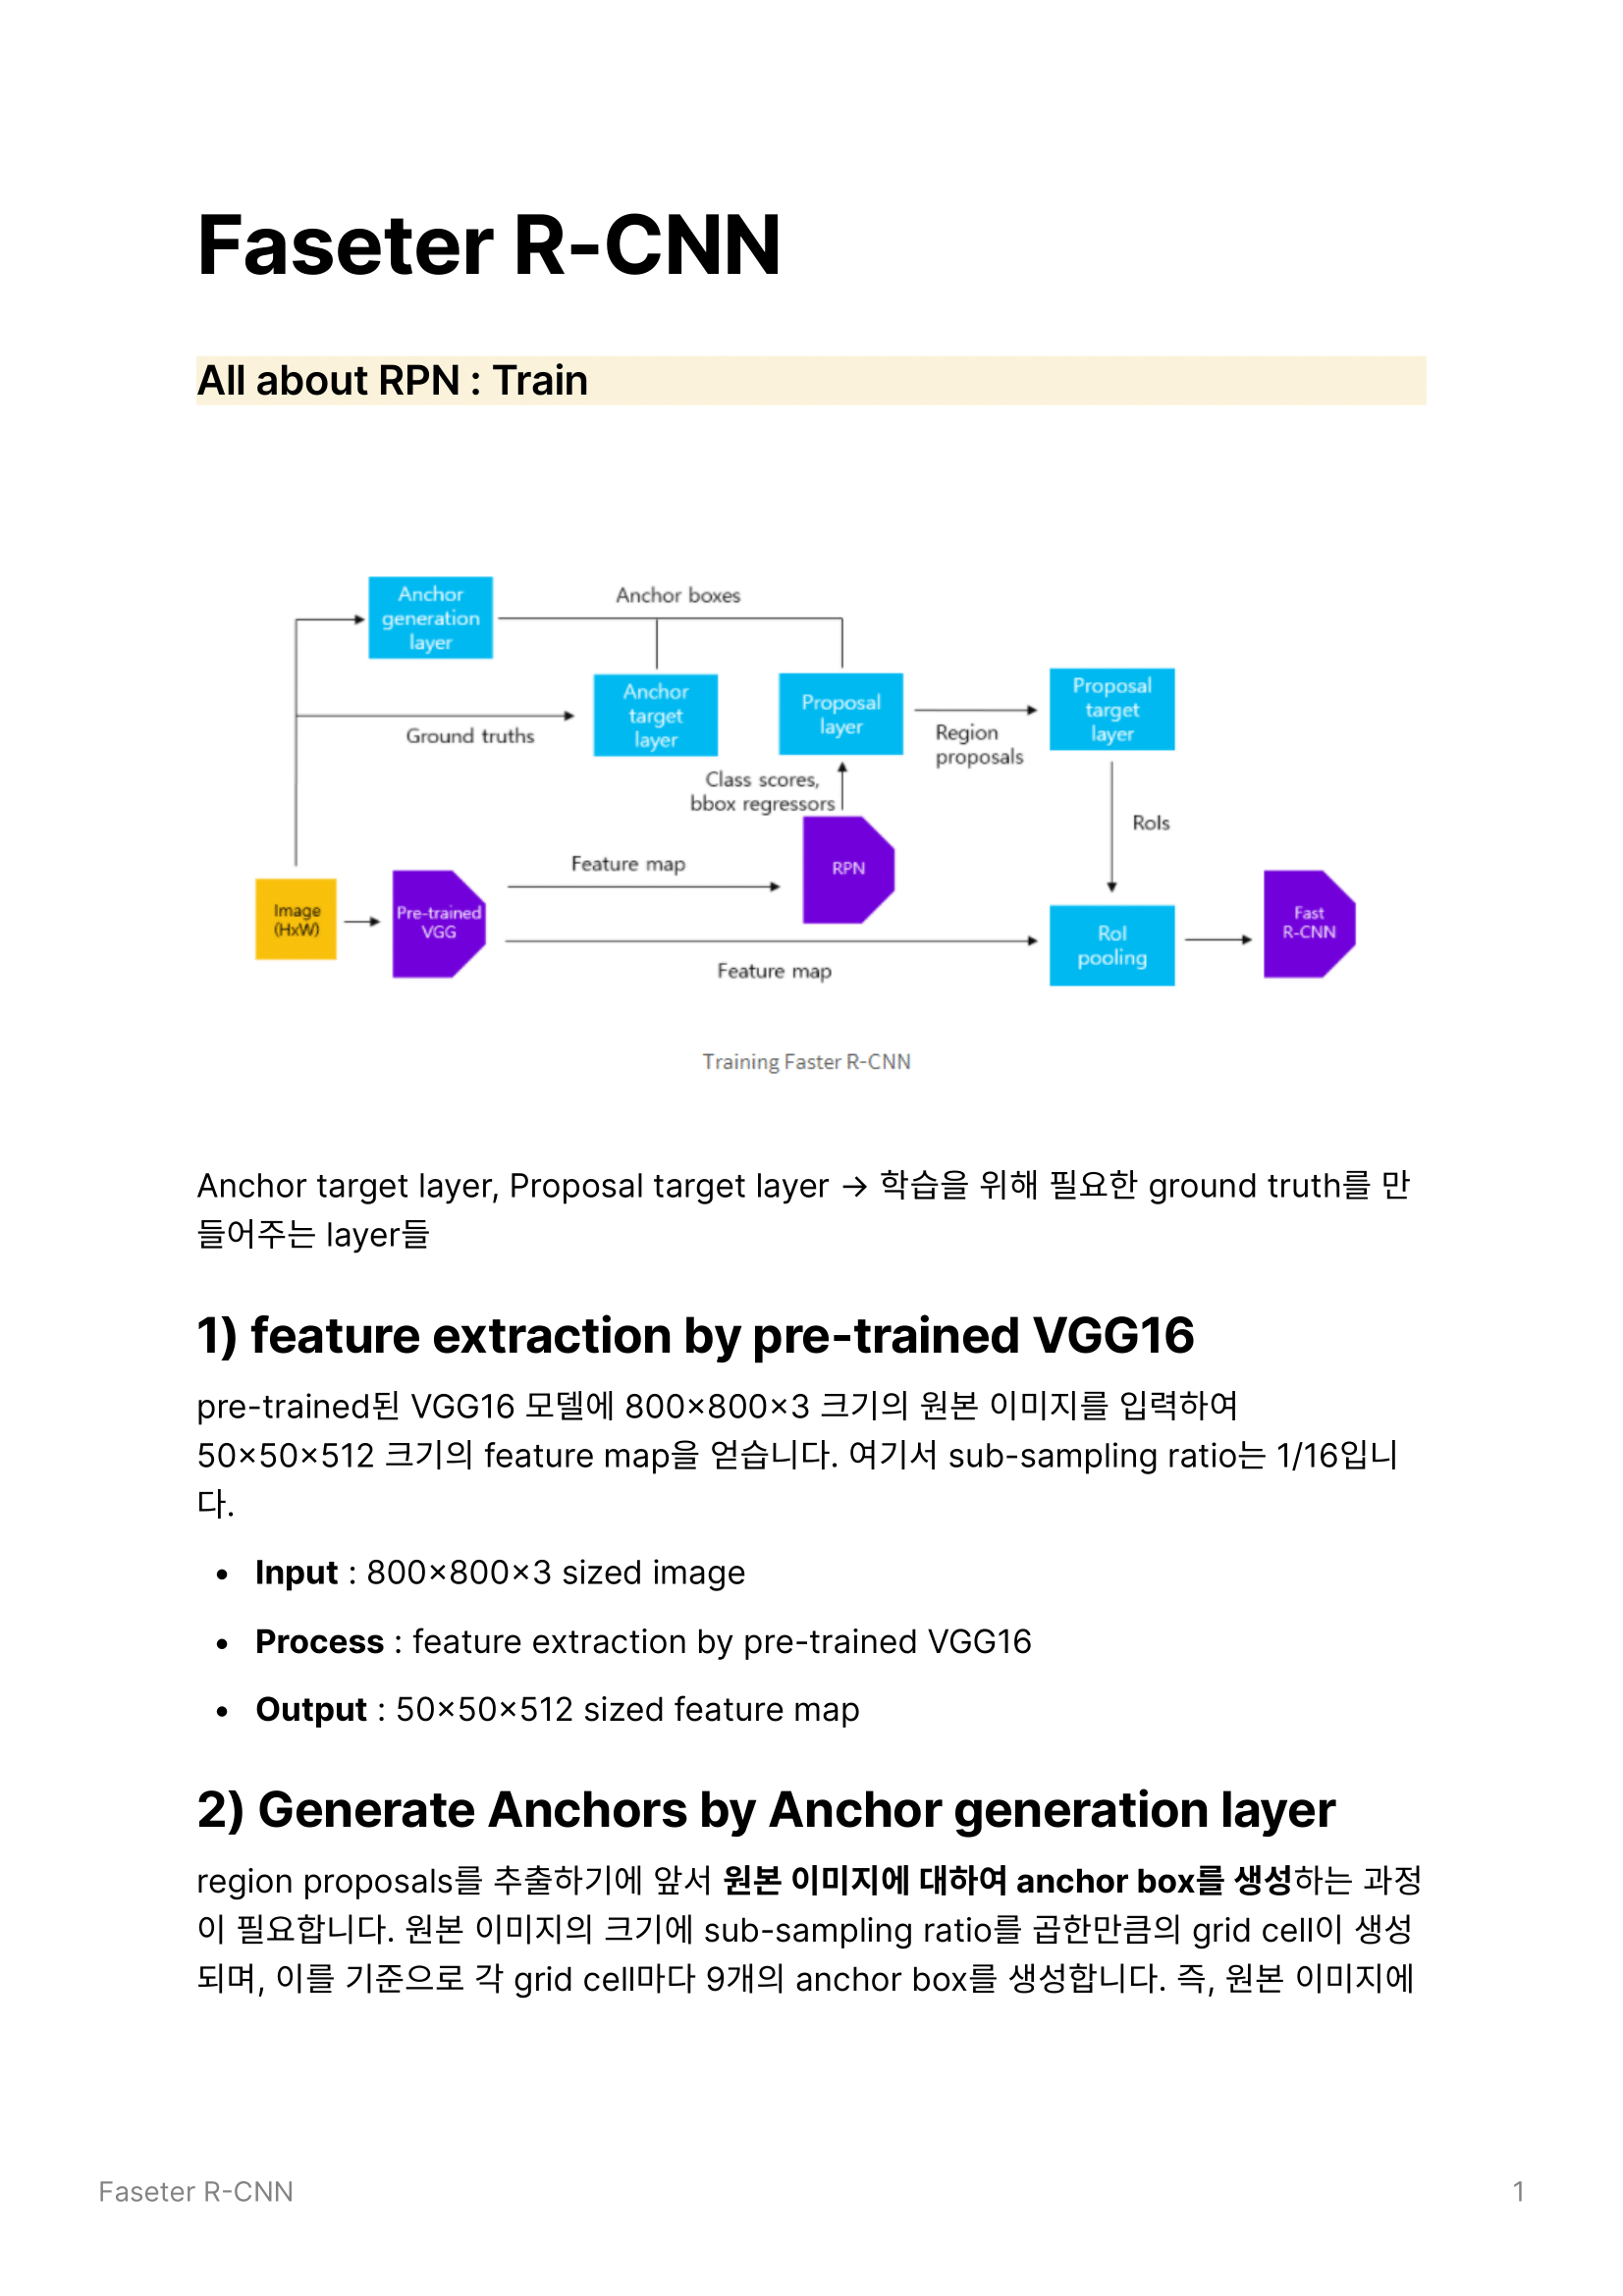 Faseter R-CNN
All about RPN : Train
Anchor
generation
layer
Anchor boxes
Anchor
target
layer
Proposal
layer
Proposal
target
layer
Ground truths
Region
proposals
Class scores,
bbox regressors
RoIs
Feature map
RPN
Image
(HxW)
Pre-trained
VGG
RoI
pooling
Fast
R-CNN
Feature map
Training Faster R-CNN
Anchor target layer, Proposal target layer → 학습을 위해 필요한 ground truth를 만
들어주는 layer들
1) feature extraction by pre-trained VGG16
pre-trained된 VGG16 모델에 800×800×3 크기의 원본 이미지를 입력하여
50×50×512 크기의 feature map을 얻습니다. 여기서 sub-sampling ratio는 1/16입니
다.
• Input : 800×800×3 sized image
• Process : feature extraction by pre-trained VGG16
• Output : 50×50×512 sized feature map
2) Generate Anchors by Anchor generation layer
region proposals를 추출하기에 앞서 원본 이미지에 대하여 anchor box를 생성하는 과정
이 필요합니다. 원본 이미지의 크기에 sub-sampling ratio를 곱한만큼의 grid cell이 생성
되며, 이를 기준으로 각 grid cell마다 9개의 anchor box를 생성합니다. 즉, 원본 이미지에
Faseter R-CNN
1